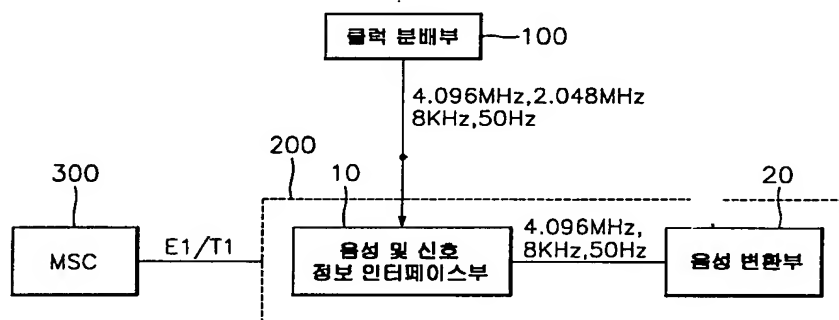 클럭 분배부
100
4.096MHz,2.048MHz
8KHz,50Hz
200
300
10
20
MSC
E1/T1
음성 및 신호
정보 인터페이스부
4.096MHz,
8KHz,50Hz
음성 변환부